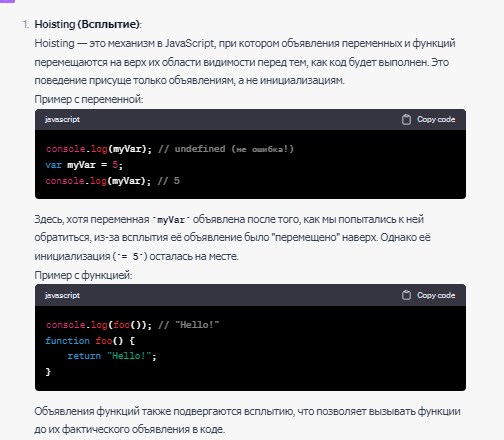 1. Hoisting (Всплытие):
Hoisting — это механизм в JavaScript, при котором объявления переменных и функций
перемещаются на верх их области видимости перед тем, как код будет выполнен. Это
поведение присуще только объявлениям, а не инициализациям.
Пример с переменной:
javascript Copy code
console.log(myVar); // undefined (не ошибка!)
var myVar = 5;
console.log(myVar); // 5
Здесь, хотя переменная `myVar` объявлена после того, как мы попытались к ней
обратиться, из-за всплытия её объявление было "перемещено" наверх. Однако её
инициализация (`= 5`) осталась на месте.
Пример с функцией:
javascript Copy code
console.log(foo()); // "Hello!"
function foo() {
    return "Hello!";
}
Объявления функций также подвергаются всплытию, что позволяет вызывать функции
до их фактического объявления в коде.